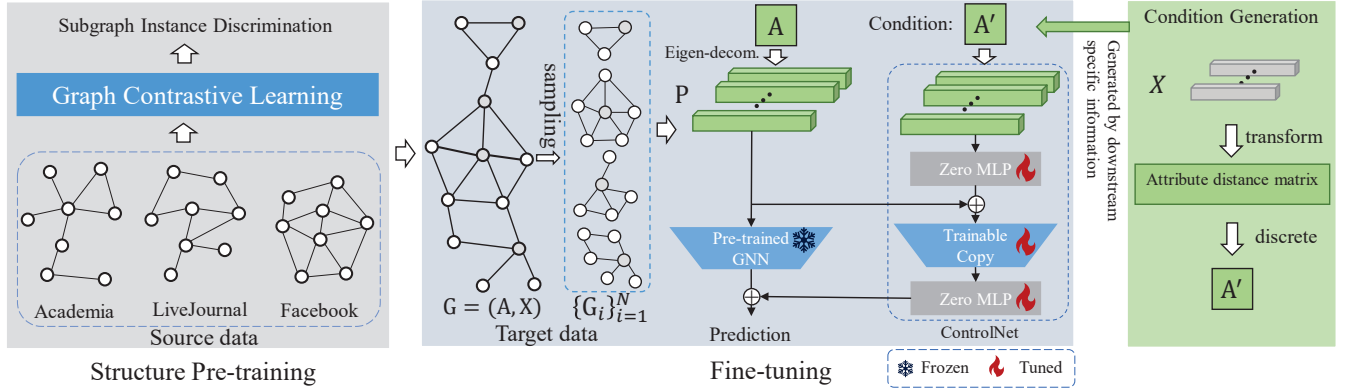 Subgraph Instance Discrimination
Graph Contrastive Learning
Academia
LiveJournal
Facebook
Source data
Structure Pre-training
G = (A, X)
sampling
{G_i}_{i=1}^N
Target data
A
Eigen-decom.
P
Pre-trained
GNN
Prediction
Condition:
A′
Zero MLP
Trainable
Copy
Zero MLP
ControlNet
Fine-tuning
Frozen
Tuned
Generated by downstream
specific information
Condition Generation
X
transform
Attribute distance matrix
discrete
A′